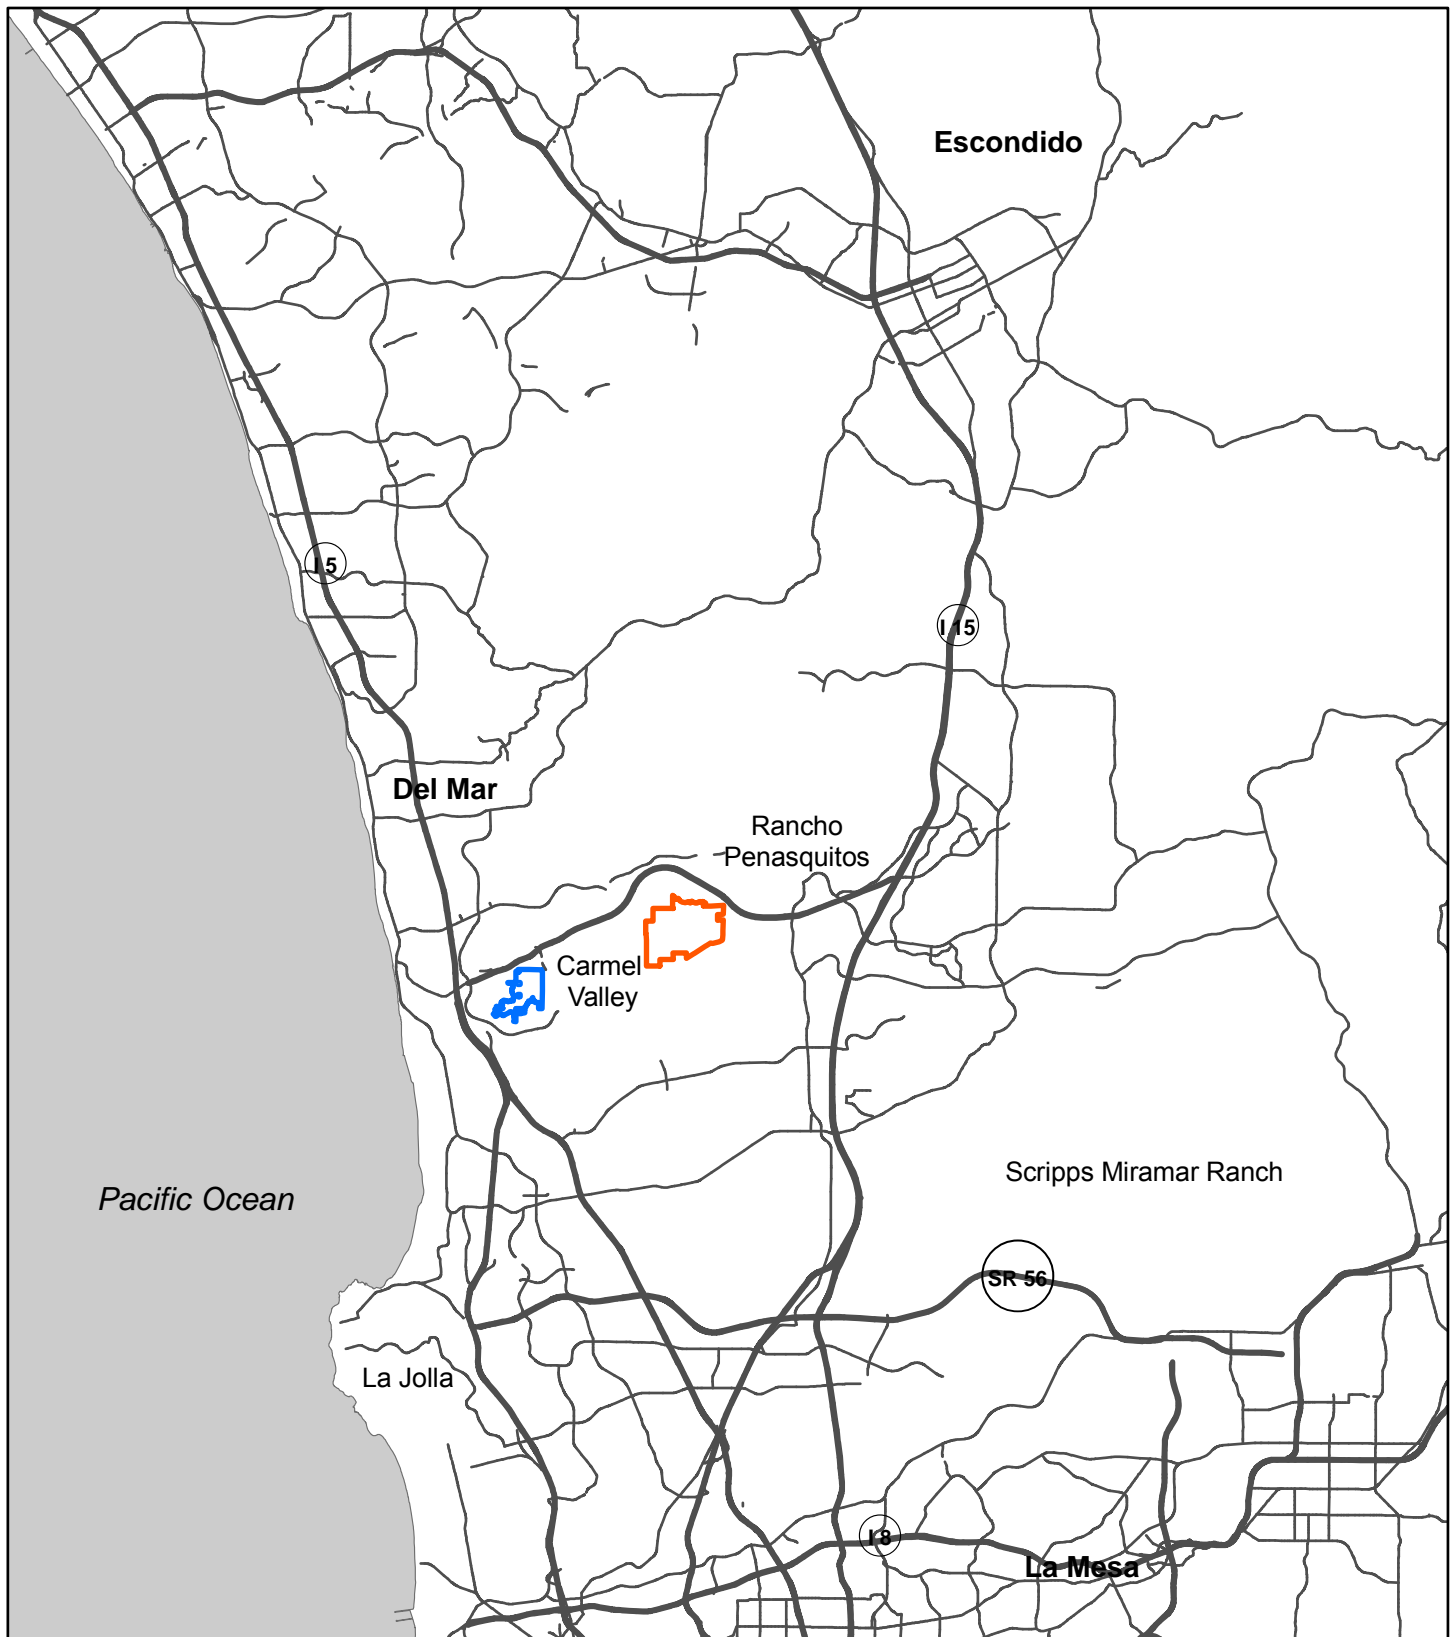 Escondido
I 5
I 15
Del Mar
Rancho
Penasquitos
Carmel
Valley
Scripps Miramar Ranch
Pacific Ocean
SR 56
La Jolla
I 8
La Mesa